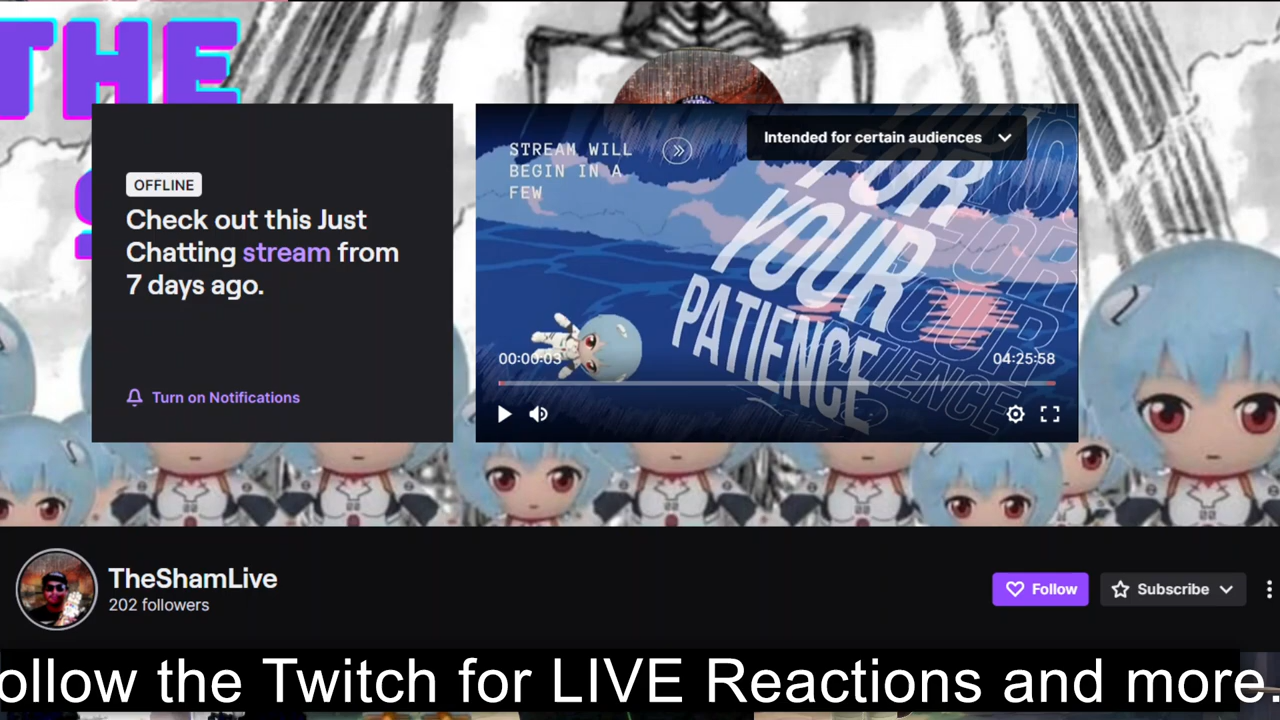 THE
S
OFFLINE
Check out this Just
Chatting stream from
7 days ago.
Turn on Notifications
STREAM WILL
BEGIN IN A
FEW
Intended for certain audiences
FOR
YOUR
PATIENCE
00:00:03
04:25:58
TheShamLive
202 followers
Follow
Subscribe
ollow the Twitch for LIVE Reactions and more.